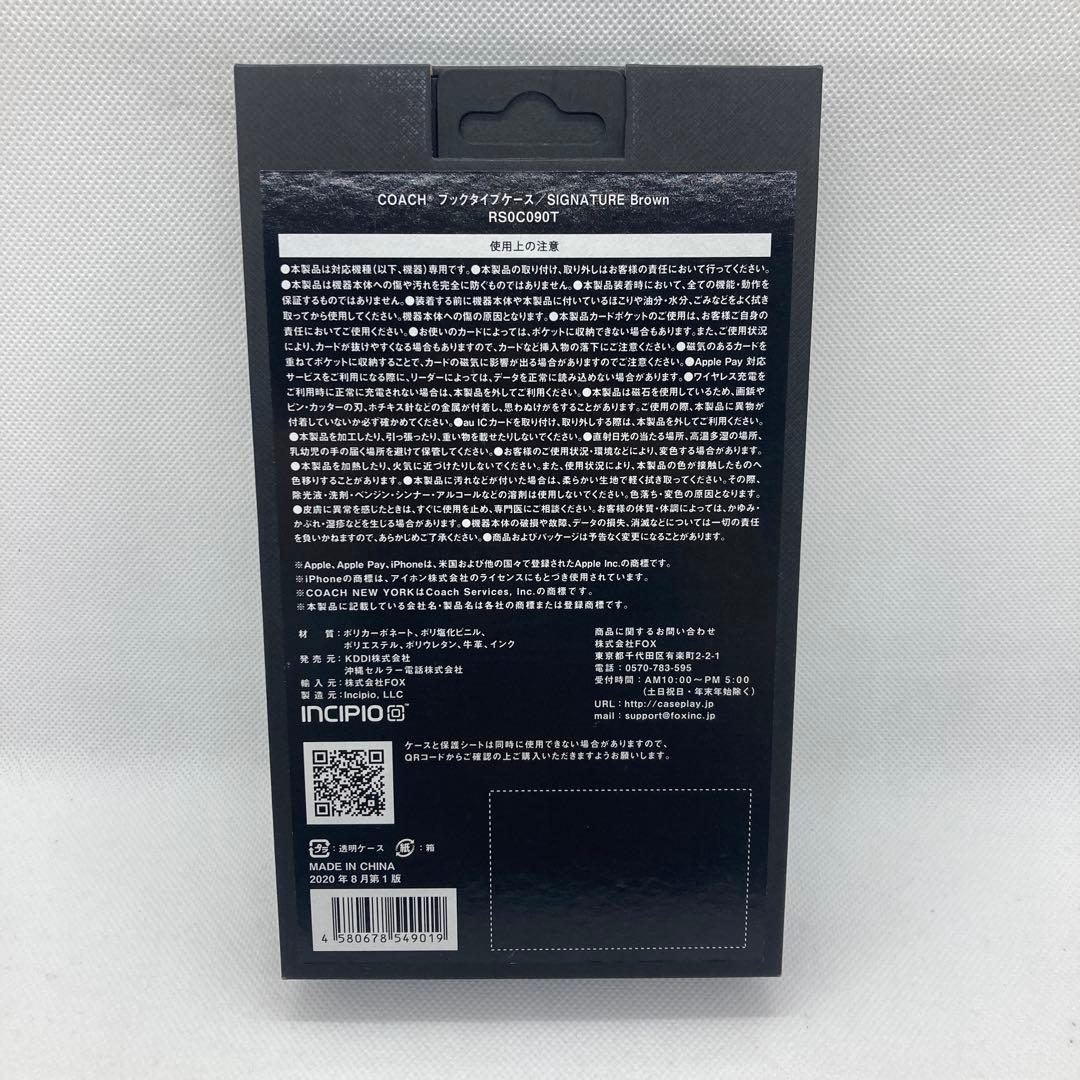 COACH® ブックタイプケース／SIGNATURE Brown
RS0C090T
使用上の注意
●本製品は対応機種(以下、機器)専用です。●本製品の取り付け、取り外しはお客様の責任において行ってください。
●本製品は機器本体への傷や汚れを完全に防ぐものではありません。●本製品装着時において、全ての機能・動作を
保証するものではありません。●装着する前に機器本体や本製品に付いているほこりや油分・水分、ごみなどをよく拭き
取ってから使用してください。機器本体への傷の原因となります。●本製品カードポケットのご使用は、お客様ご自身の
責任においてご使用ください。●お使いのカードによっては、ポケットに収納できない場合もあります。また、ご使用状況
により、カードが抜けやすくなる場合もありますので、カードなど挿入物の落下にご注意ください。●磁気のあるカードを
重ねてポケットに収納することで、カードの磁気に影響が出る場合がありますのでご注意ください。●Apple Pay 対応
サービスをご利用になる際に、リーダーによっては、データを正常に読み込めない場合があります。●ワイヤレス充電を
ご利用時に正常に充電されない場合は、本製品を外してご利用ください。●本製品は磁石を使用しているため、画鋲や
ピン・カッターの刃、ホチキス針などの金属が付着し、思わぬけがをすることがあります。ご使用の際、本製品に異物が
付着していないか必ず確かめてください。●au ICカードを取り付け、取り外しする際は、本製品を外してご利用ください。
●本製品を加工したり、引っ張ったり、重い物を載せたりしないでください。●直射日光の当たる場所、高温多湿の場所、
乳幼児の手の届く場所を避けて保管してください。●お客様のご使用状況・環境などにより、変色する場合があります。
●本製品を加熱したり、火気に近づけたりしないでください。また、使用状況により、本製品の色が接触したものへ
色移りすることがあります。●本製品に汚れなどが付いた場合は、柔らかい生地で軽く拭き取ってください。その際、
除光液・洗剤・ベンジン・シンナー・アルコールなどの溶剤は使用しないでください。色落ち・変色の原因となります。
●皮膚に異常を感じたときは、すぐに使用を止め、専門医にご相談ください。お客様の体質・体調によっては、かゆみ・
かぶれ・湿疹などを生じる場合があります。●機器本体の破損や故障、データの損失、消滅などについては一切の責任
を負いかねますので、あらかじめご了承ください。●商品およびパッケージは予告なく変更になることがあります。
※Apple、Apple Pay、iPhoneは、米国および他の国々で登録されたApple Inc.の商標です。
※iPhoneの商標は、アイホン株式会社のライセンスにもとづき使用されています。
※COACH NEW YORKはCoach Services, Inc.の商標です。
※本製品に記載している会社名・製品名は各社の商標または登録商標です。
材 質：ポリカーボネート、ポリ塩化ビニル、
ポリエステル、ポリウレタン、牛革、インク
発売元：KDDI株式会社
沖縄セルラー電話株式会社
輸入元：株式会社FOX
製造元：Incipio, LLC
INCIPIO™
商品に関するお問い合わせ
株式会社FOX
東京都千代田区有楽町2-2-1
電話：0570-783-595
受付時間：AM10:00～PM 5:00
(土日祝日・年末年始除く)
URL：http://caseplay.jp/
mail：support@foxinc.jp
ケースと保護シートは同時に使用できない場合がありますので、
QRコードからご確認の上ご購入いただきますようお願いします。
プラ：透明ケース 紙：箱
MADE IN CHINA
2020年8月第1版
4 580678 549019